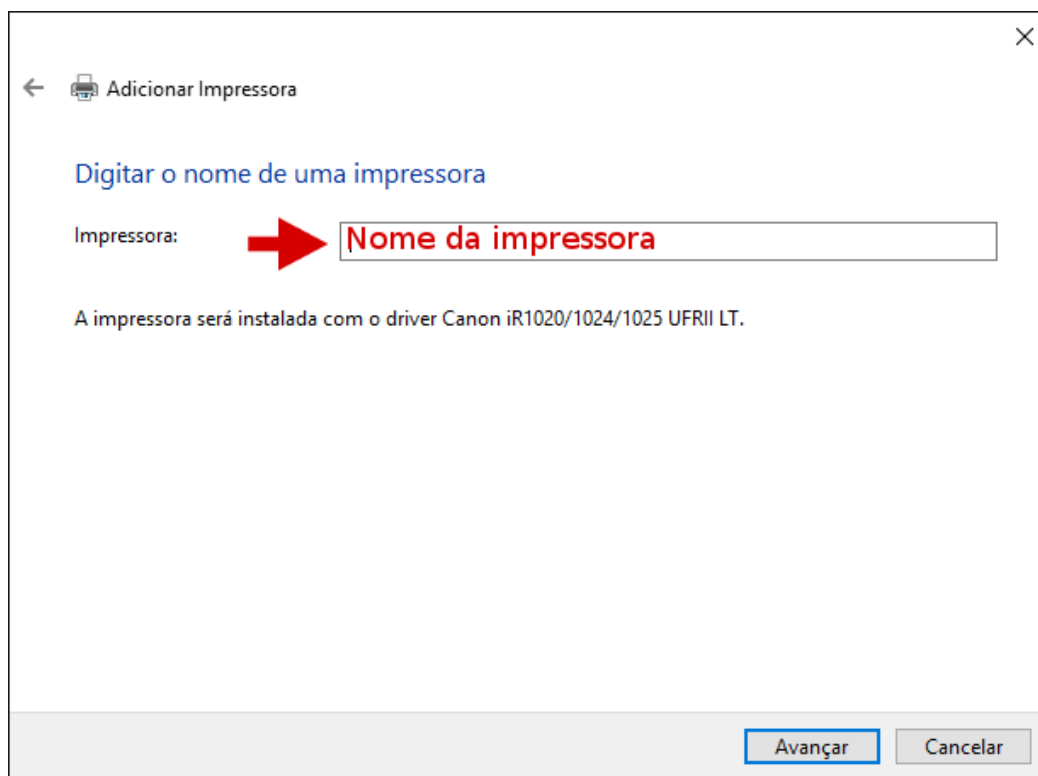 Adicionar Impressora
Digitar o nome de uma impressora
Impressora: Nome da impressora
A impressora será instalada com o driver Canon iR1020/1024/1025 UFRII LT.
Avançar Cancelar